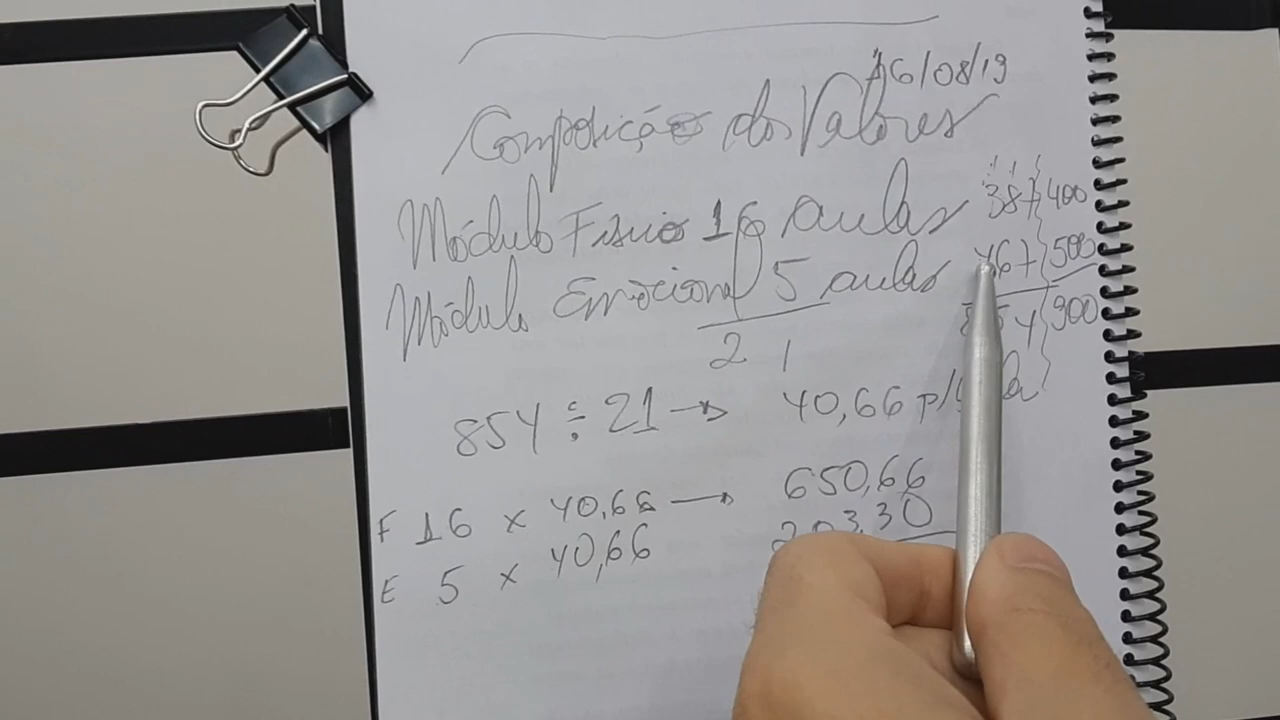 16/08/19
Composição dos Valores
Módulo Físico 16 aulas 387 400
Módulo Emocional 5 aulas 467 500
21 900
854 ÷ 21 → 40,66 p/
F 16 × 40,66 → 650,66
E 5 × 40,66 203,30